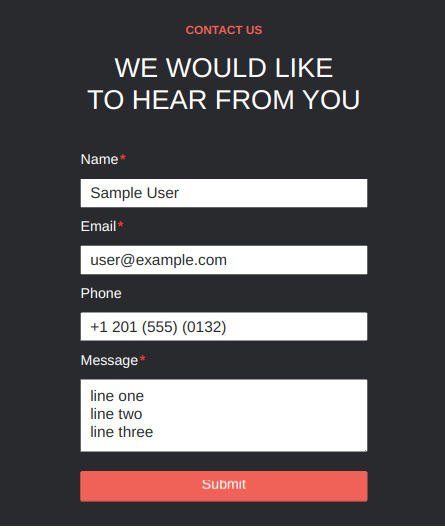 CONTACT US
WE WOULD LIKE
TO HEAR FROM YOU
Name*
Sample User
Email*
user@example.com
Phone
+1 201 (555) (0132)
Message*
line one
line two
line three
Submit